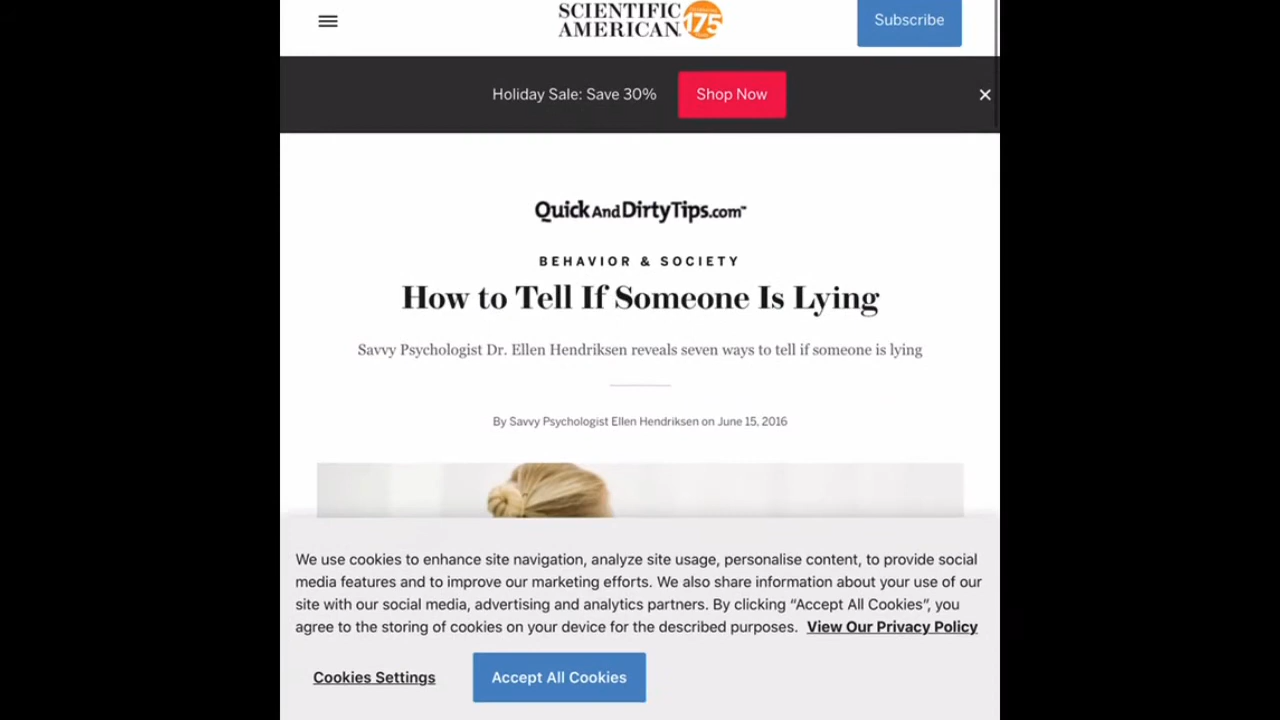 SCIENTIFIC
AMERICAN 175
Subscribe
Holiday Sale: Save 30%
Shop Now
✕
QuickAndDirtyTips.com™
BEHAVIOR & SOCIETY
How to Tell If Someone Is Lying
Savvy Psychologist Dr. Ellen Hendriksen reveals seven ways to tell if someone is lying
By Savvy Psychologist Ellen Hendriksen on June 15, 2016
We use cookies to enhance site navigation, analyze site usage, personalise content, to provide social
media features and to improve our marketing efforts. We also share information about your use of our
site with our social media, advertising and analytics partners. By clicking “Accept All Cookies”, you
agree to the storing of cookies on your device for the described purposes. View Our Privacy Policy
Cookies Settings
Accept All Cookies